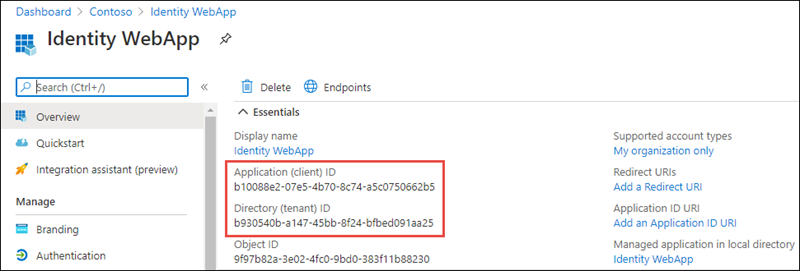 Dashboard > Contoso > Identity WebApp
Identity WebApp
Search (Ctrl+/)
«
Overview
Quickstart
Integration assistant (preview)
Manage
Branding
Authentication
Delete
Endpoints
Essentials
Display name
Identity WebApp
Application (client) ID
b10088e2-07e5-4b70-8c74-a5c0750662b5
Directory (tenant) ID
b930540b-a147-45bb-8f24-bfbed091aa25
Object ID
9f97b82a-3e02-4fc0-9bd0-383f11b88230
Supported account types
My organization only
Redirect URIs
Add a Redirect URI
Application ID URI
Add an Application ID URI
Managed application in local directory
Identity WebApp